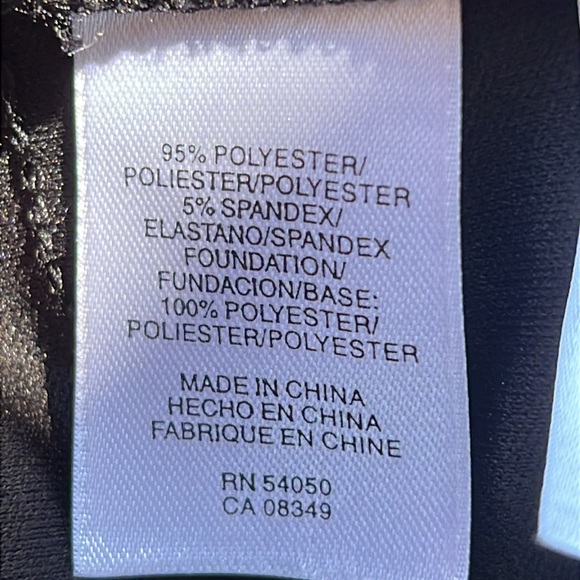 95% POLYESTER/
POLIESTER/POLYESTER
5% SPANDEX/
ELASTANO/SPANDEX
FOUNDATION/
FUNDACION/BASE:
100% POLYESTER/
POLIESTER/POLYESTER
MADE IN CHINA
HECHO EN CHINA
FABRIQUE EN CHINE
RN 54050
CA 08349